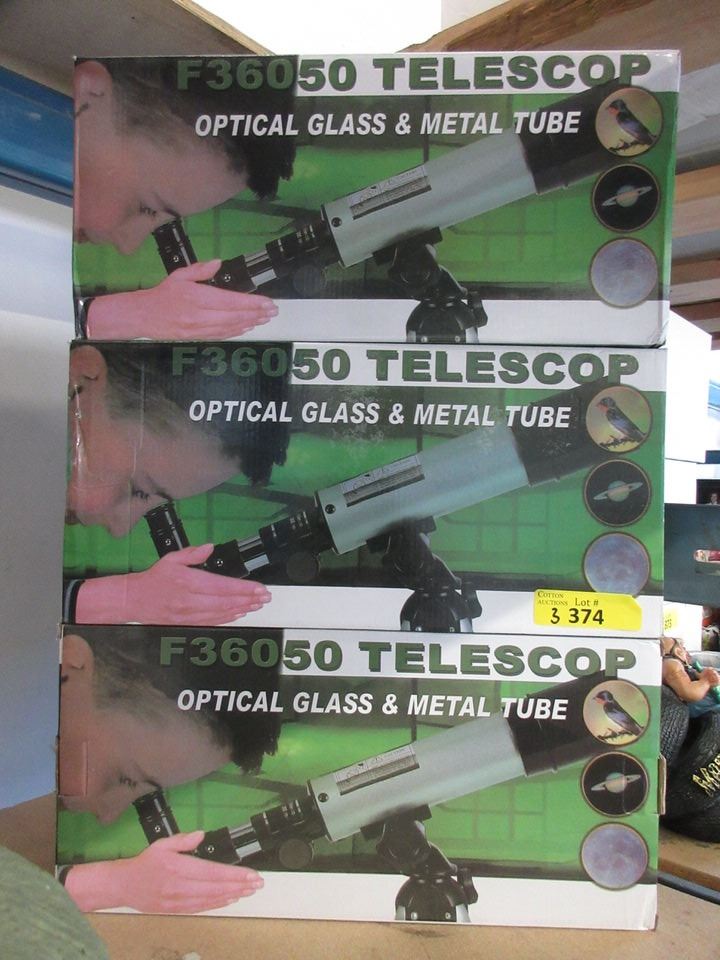 F36050 TELESCOP
OPTICAL GLASS & METAL TUBE
F36050 TELESCOP
OPTICAL GLASS & METAL TUBE
COTTON
AUCTIONS Lot #
3 374
F36050 TELESCOP
OPTICAL GLASS & METAL TUBE